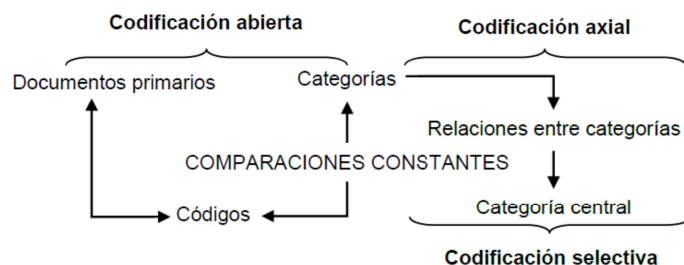 Codificación abierta
Codificación axial
Documentos primarios
Categorías
Relaciones entre categorías
COMPARACIONES CONSTANTES
Códigos
Categoría central
Codificación selectiva